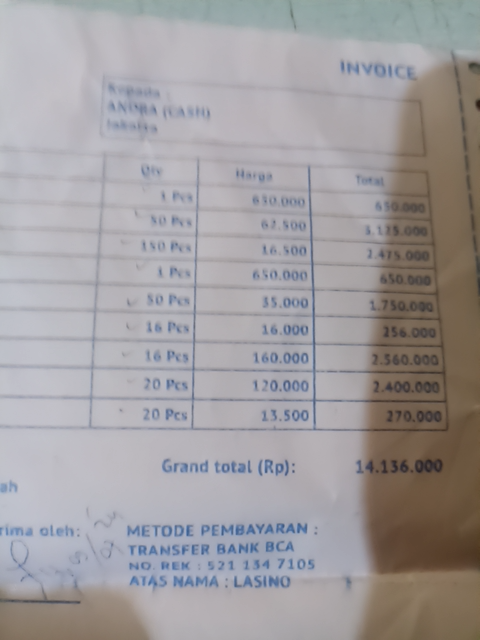 INVOICE
Kepada :
ANDRA (CASH)
Jakarta
Qty Harga Total
1 Pcs 650.000 650.000
50 Pcs 62.500 3.125.000
150 Pcs 16.500 2.475.000
1 Pcs 650.000 650.000
50 Pcs 35.000 1.750.000
16 Pcs 16.000 256.000
16 Pcs 160.000 2.560.000
20 Pcs 120.000 2.400.000
20 Pcs 13.500 270.000
Grand total (Rp): 14.136.000
ah
rima oleh: METODE PEMBAYARAN :
TRANSFER BANK BCA
NO. REK : 521 134 7105
ATAS NAMA : LASINO